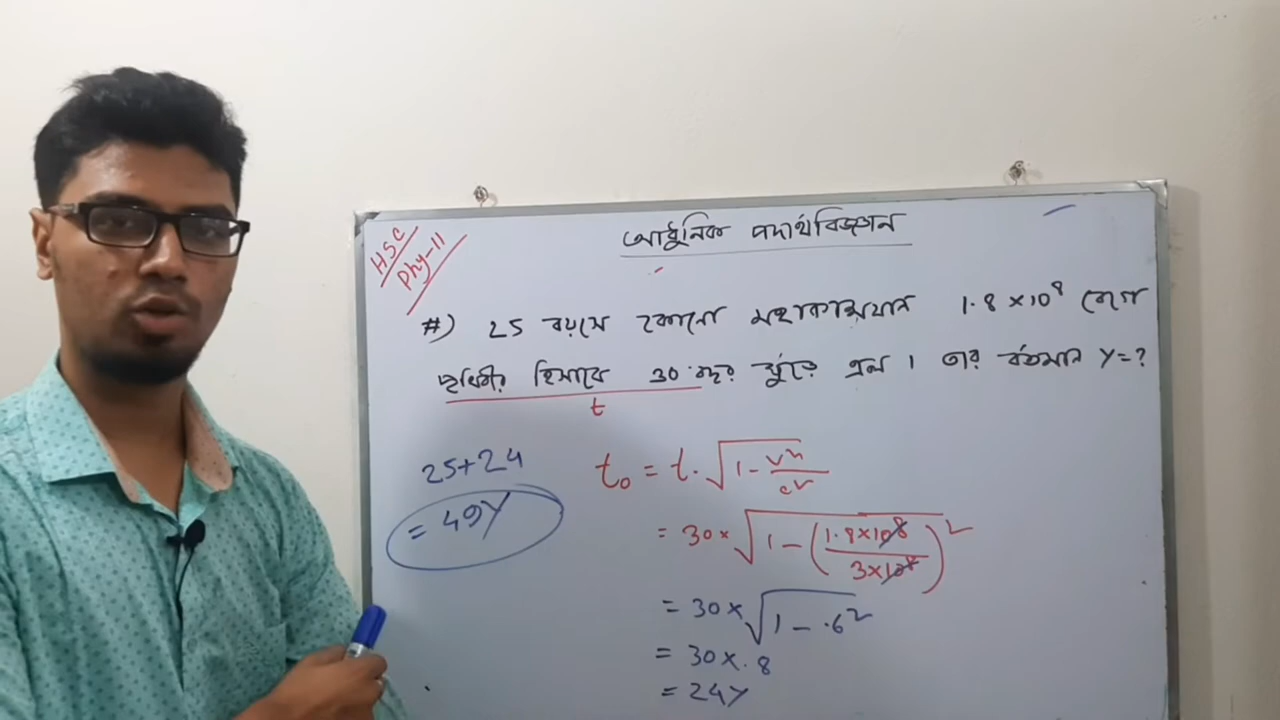 HSC
Phy-11
আধুনিক পদার্থবিজ্ঞান
#) 25 বয়সে কোনো মহাকাশযান 1.8×10⁸ বেগে
পৃথিবীর হিসাবে 30 বছর ঘুরে এল । তার বর্তমান Y=?
t
25+24
= 49Y
t₀ = t. √1 - v²/c²
= 30× √1 - (1.8×10⁸/3×10⁸)²
= 30× √1 - .6²
= 30×.8
= 24Y